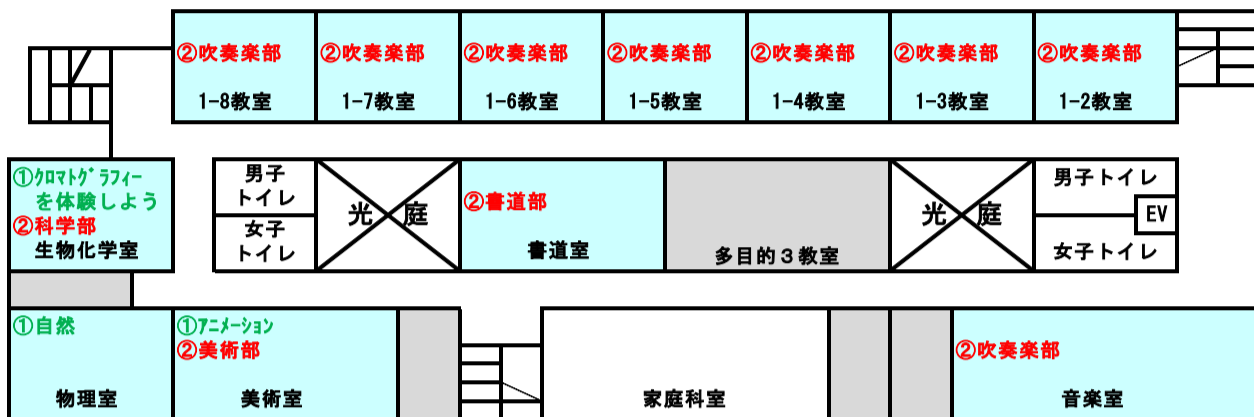 ②吹奏楽部
1-8教室
②吹奏楽部
1-7教室
②吹奏楽部
1-6教室
②吹奏楽部
1-5教室
②吹奏楽部
1-4教室
②吹奏楽部
1-3教室
②吹奏楽部
1-2教室
①ｸﾛﾏﾄｸﾞﾗﾌｨｰ
を体験しよう
②科学部
生物化学室
男子
トイレ
女子
トイレ
光庭
②書道部
書道室
多目的３教室
光庭
男子トイレ
EV
女子トイレ
①自然
物理室
①ｱﾆﾒｰｼｮﾝ
②美術部
美術室
家庭科室
②吹奏楽部
音楽室